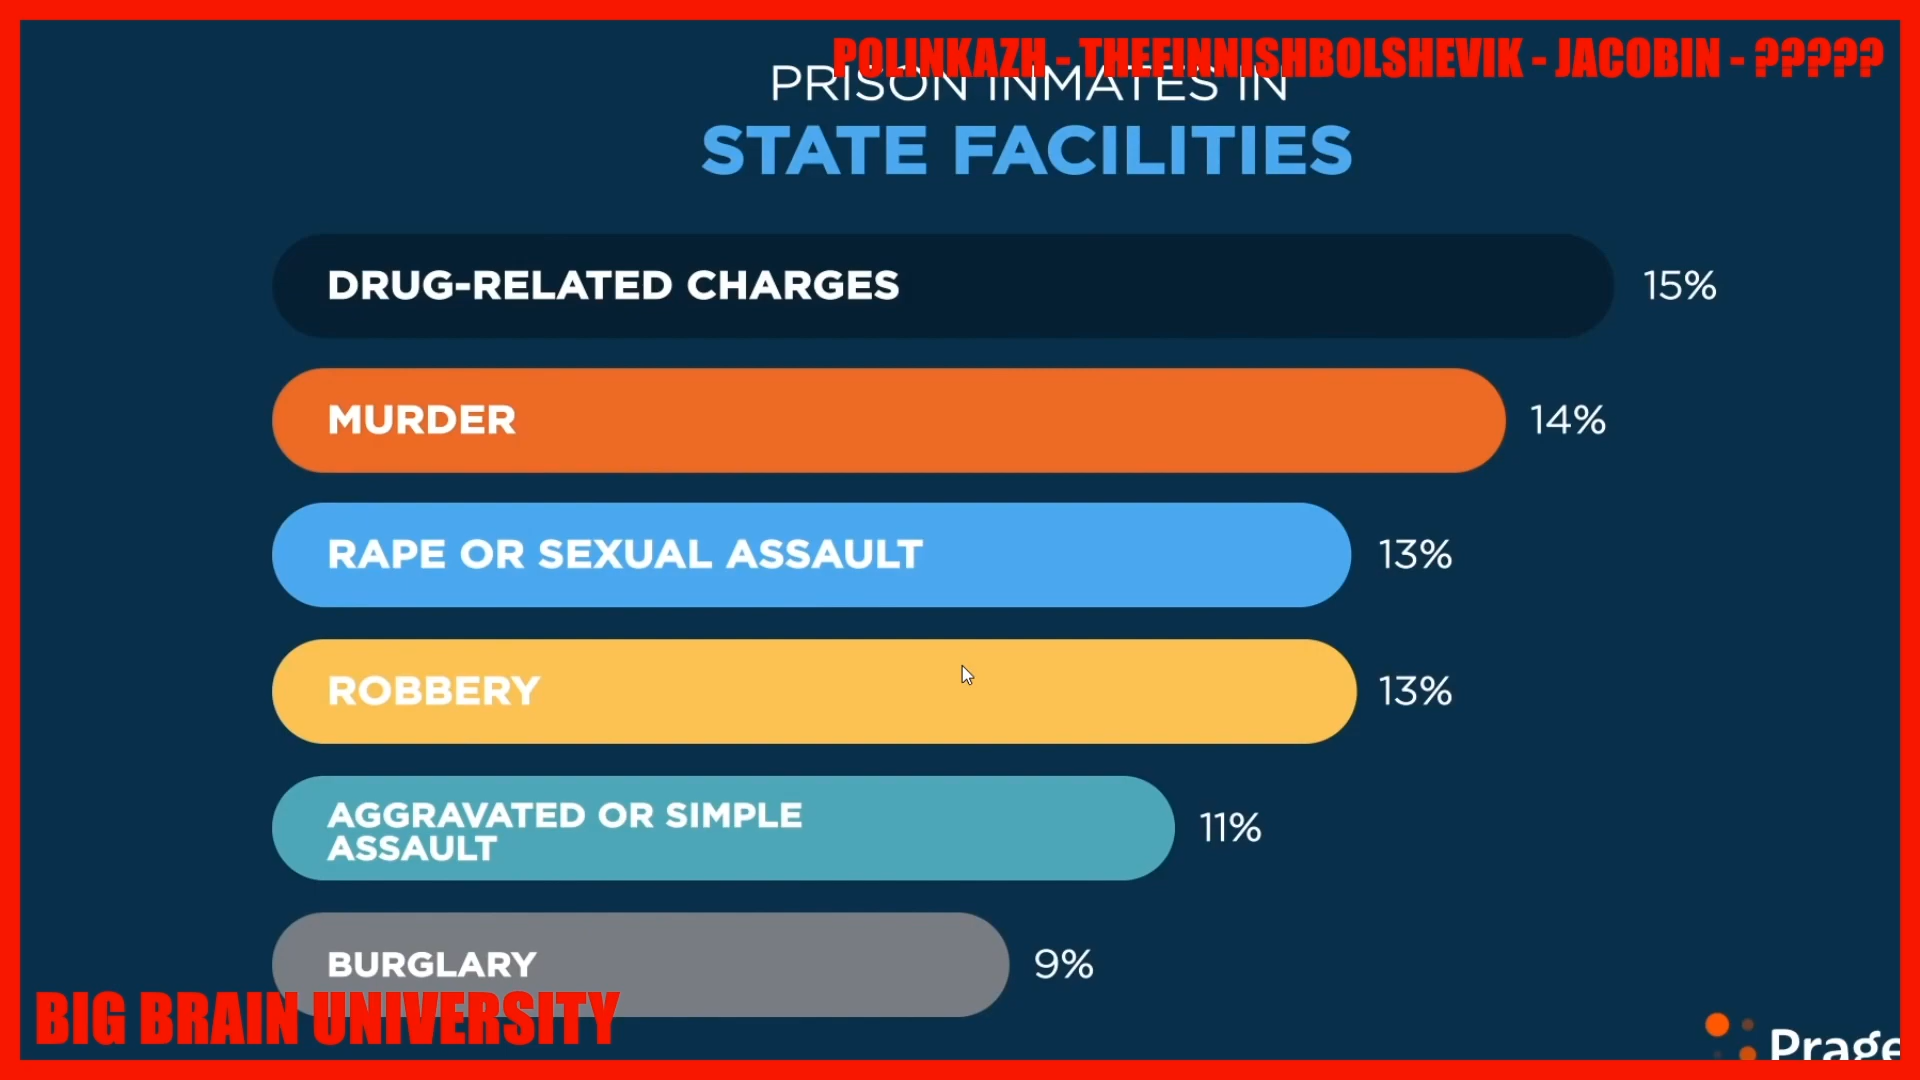 POLINKAZH - THEFINNISHBOLSHEVIK - JACOBIN - ?????
PRISON INMATES IN
STATE FACILITIES
DRUG-RELATED CHARGES 15%
MURDER 14%
RAPE OR SEXUAL ASSAULT 13%
ROBBERY 13%
AGGRAVATED OR SIMPLE
ASSAULT 11%
BURGLARY 9%
BIG BRAIN UNIVERSITY
Prage